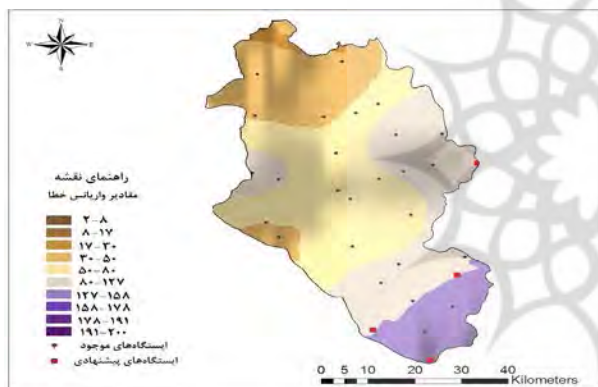 N
W
E
S
راهنمای نقشه
مقادیر واریانس خطا
۲-۸
۸-۱۷
۱۷-۳۰
۳۰-۵۰
۵۰-۸۰
۸۰-۱۲۷
۱۲۷-۱۵۸
۱۵۸-۱۷۸
۱۷۸-۱۹۱
۱۹۱-۲۰۰
ایستگاه‌های موجود
ایستگاه‌های پیشنهادی
0 5 10 20 30 40
Kilometers